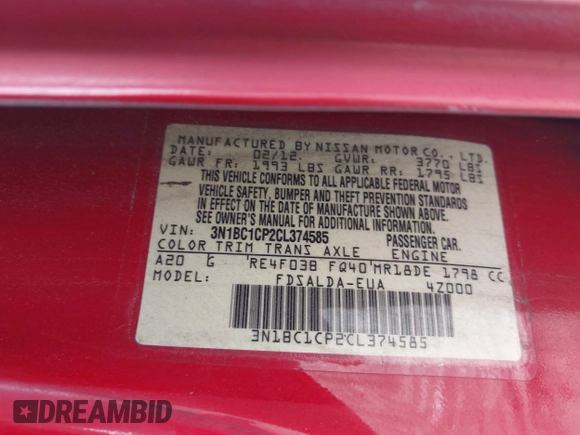 MANUFACTURED BY NISSAN MOTOR CO., LTD.
DATE: 02/12. GVWR: 3770 LBS
GAWR FR: 1993 LBS GAWR RR: 1795 LBS
THIS VEHICLE CONFORMS TO ALL APPLICABLE FEDERAL MOTOR
VEHICLE SAFETY, BUMPER AND THEFT PREVENTION STANDARDS
IN EFFECT ON THE DATE OF MANUFACTURE SHOWN ABOVE.
SEE OWNER'S MANUAL FOR ADDITIONAL INFORMATION.
VIN: 3N1BC1CP2CL374585 PASSENGER CAR.
COLOR TRIM TRANS AXLE ENGINE
A20 G RE4F03B FQ40 MR18DE 1798 CC
MODEL: FDSALDA-EUA 4Z000
3N1BC1CP2CL374585
DREAMBID